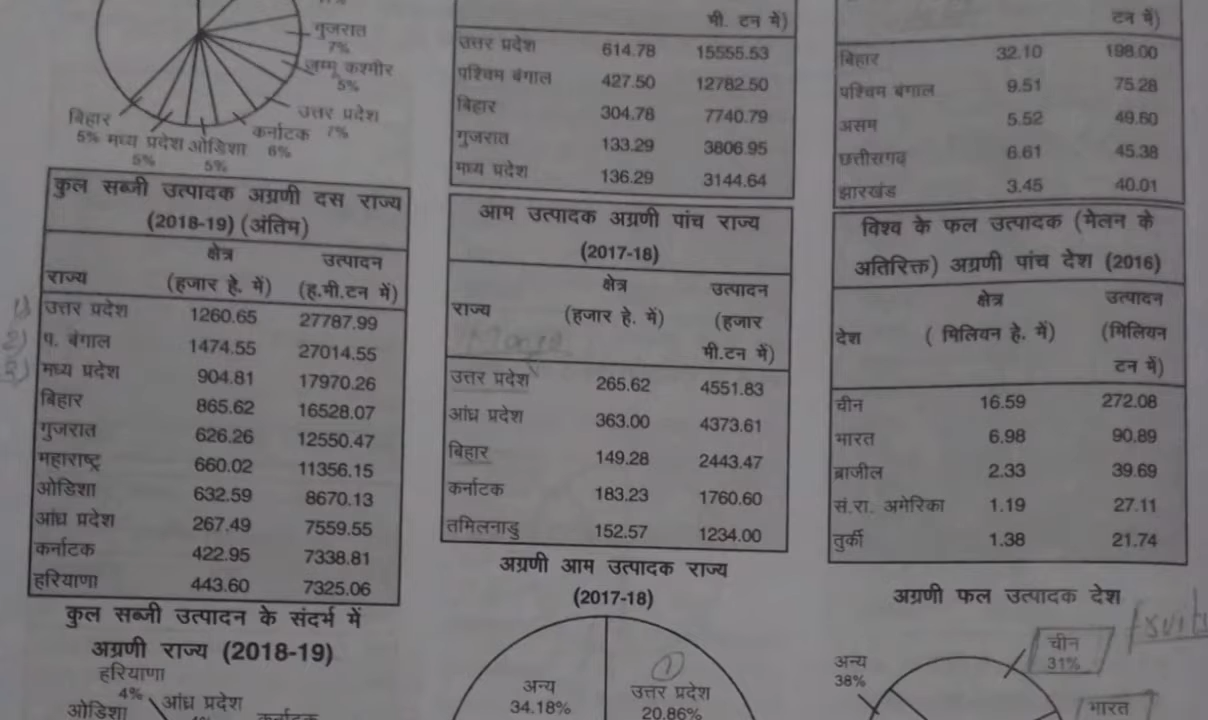 गुजरात
7%
जम्मू कश्मीर
5%
उत्तर प्रदेश
7%
कर्नाटक
6%
ओडिशा
5%
मध्य प्रदेश
5%
बिहार
5%
कुल सब्जी उत्पादक अग्रणी दस राज्य
(2018-19) (अंतिम)
क्षेत्र उत्पादन
राज्य (हजार हे. में) (ह.मी.टन में)
1) उत्तर प्रदेश 1260.65 27787.99
2) प. बंगाल 1474.55 27014.55
3) मध्य प्रदेश 904.81 17970.26
बिहार 865.62 16528.07
गुजरात 626.26 12550.47
महाराष्ट्र 660.02 11356.15
ओडिशा 632.59 8670.13
आंध्र प्रदेश 267.49 7559.55
कर्नाटक 422.95 7338.81
हरियाणा 443.60 7325.06
कुल सब्जी उत्पादन के संदर्भ में
अग्रणी राज्य (2018-19)
हरियाणा
4%
आंध्र प्रदेश
ओडिशा
कर्नाटक
मी. टन में)
उत्तर प्रदेश 614.78 15555.53
पश्चिम बंगाल 427.50 12782.50
बिहार 304.78 7740.79
गुजरात 133.29 3806.95
मध्य प्रदेश 136.29 3144.64
आम उत्पादक अग्रणी पांच राज्य
(2017-18)
क्षेत्र उत्पादन
राज्य (हजार हे. में) (हजार
मी.टन में)
उत्तर प्रदेश 265.62 4551.83
आंध्र प्रदेश 363.00 4373.61
बिहार 149.28 2443.47
कर्नाटक 183.23 1760.60
तमिलनाडु 152.57 1234.00
अग्रणी आम उत्पादक राज्य
(2017-18)
अन्य
34.18%
1
उत्तर प्रदेश
20.86%
टन में)
बिहार 32.10 198.00
पश्चिम बंगाल 9.51 75.28
असम 5.52 49.60
छत्तीसगढ़ 6.61 45.38
झारखंड 3.45 40.01
विश्व के फल उत्पादक (मेलन के
अतिरिक्त) अग्रणी पांच देश (2016)
क्षेत्र उत्पादन
देश ( मिलियन हे. में) (मिलियन
टन में)
चीन 16.59 272.08
भारत 6.98 90.89
ब्राजील 2.33 39.69
सं.रा. अमेरिका 1.19 27.11
तुर्की 1.38 21.74
अग्रणी फल उत्पादक देश
अन्य
38%
चीन
31%
भारत